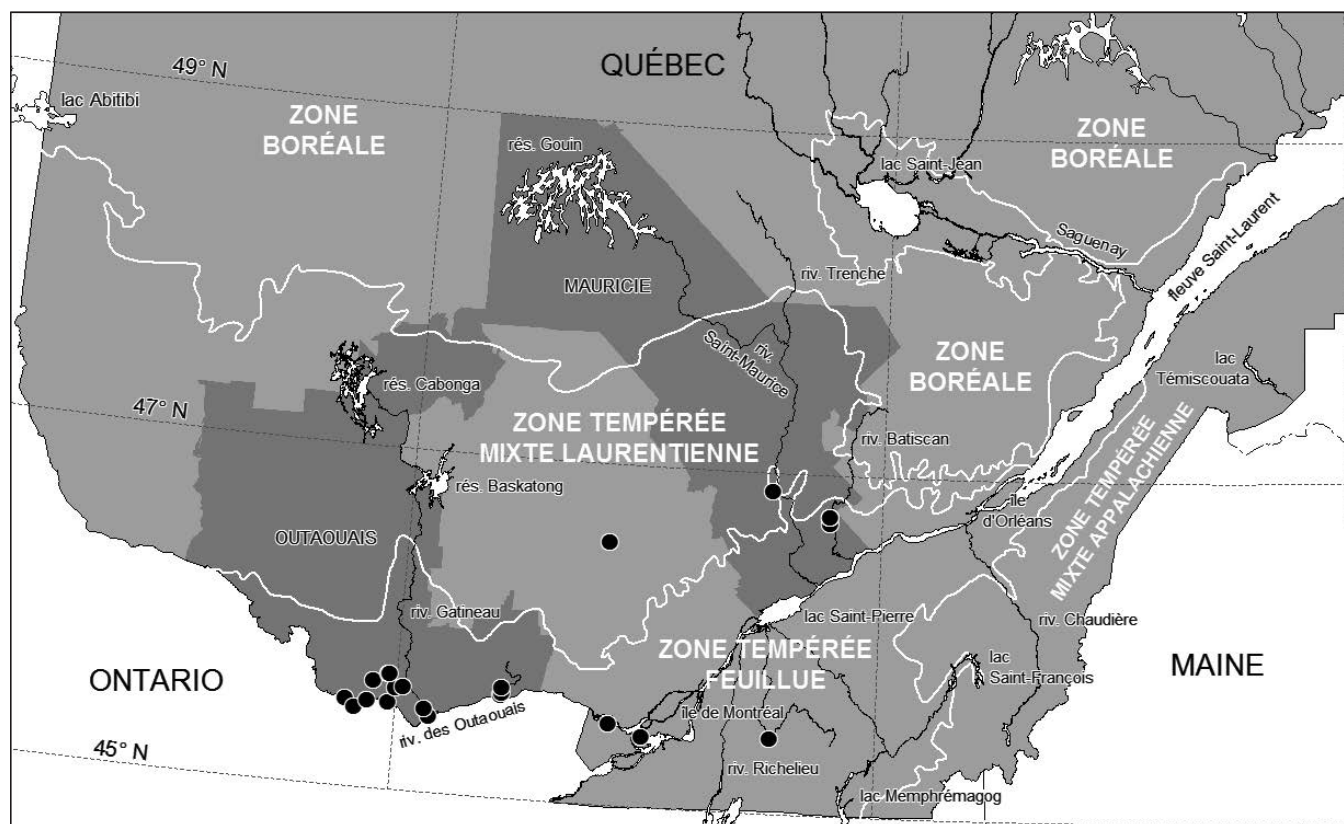 QUÉBEC
49° N
lac Abitibi
ZONE
BORÉALE
rés. Gouin
lac Saint-Jean
ZONE
BORÉALE
Saguenay
fleuve Saint-Laurent
riv. Trenche
MAURICIE
riv.
Saint-Maurice
ZONE
BORÉALE
lac
Témiscouata
rés. Cabonga
47° N
ZONE TEMPÉRÉE
MIXTE LAURENTIENNE
riv. Batiscan
ZONE TEMPÉRÉE
MIXTE APPALACHIENNE
rés. Baskatong
île
d'Orléans
OUTAOUAIS
riv. Gatineau
lac Saint-Pierre
riv. Chaudière
ONTARIO
ZONE TEMPÉRÉE
FEUILLUE
lac
Saint-François
MAINE
île de Montréal
riv. des Outaouais
45° N
riv. Richelieu
lac Memphrémagog